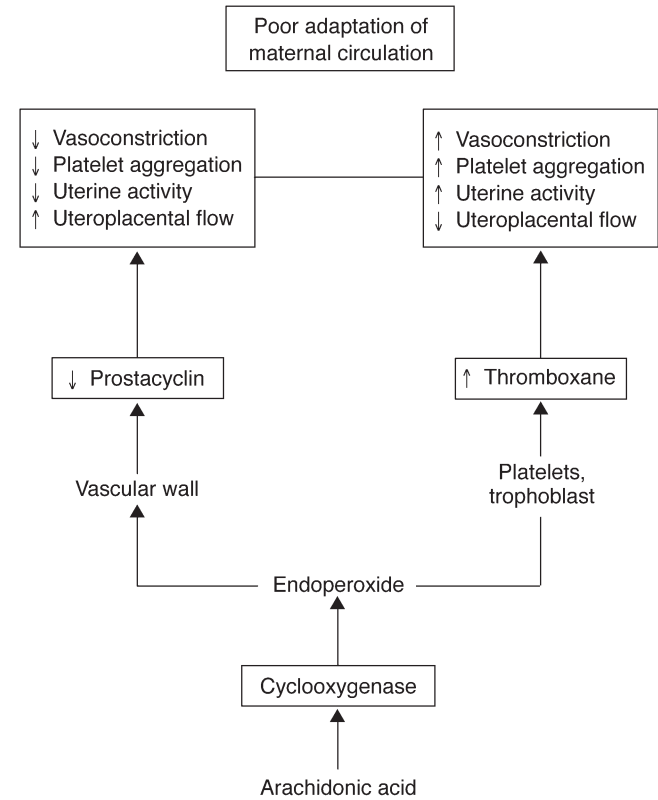 Poor adaptation of
maternal circulation
↓ Vasoconstriction
↓ Platelet aggregation
↓ Uterine activity
↑ Uteroplacental flow
↑ Vasoconstriction
↑ Platelet aggregation
↑ Uterine activity
↓ Uteroplacental flow
↓ Prostacyclin
↑ Thromboxane
Vascular wall
Platelets,
trophoblast
Endoperoxide
Cyclooxygenase
Arachidonic acid